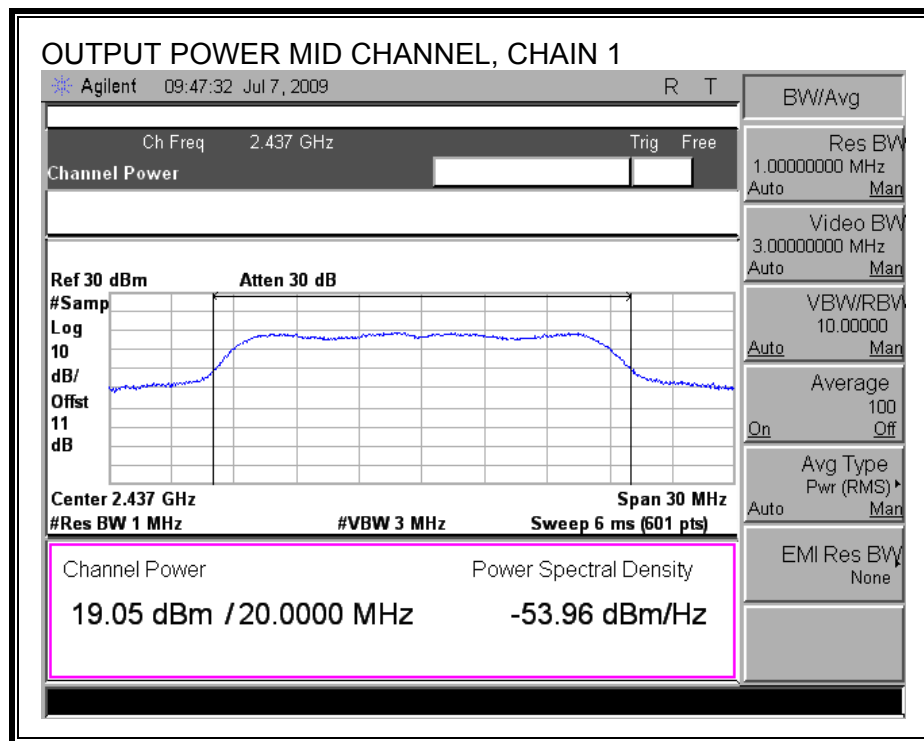 OUTPUT POWER MID CHANNEL, CHAIN 1
Agilent 09:47:32 Jul 7, 2009 R T
Ch Freq 2.437 GHz Trig Free
Channel Power
Ref 30 dBm Atten 30 dB
#Samp
Log
10
dB/
Offst
11
dB
Center 2.437 GHz Span 30 MHz
#Res BW 1 MHz #VBW 3 MHz Sweep 6 ms (601 pts)
Channel Power Power Spectral Density
19.05 dBm / 20.0000 MHz -53.96 dBm/Hz
BW/Avg
Res BW
1.00000000 MHz
Auto Man
Video BW
3.00000000 MHz
Auto Man
VBW/RBW
10.00000
Auto Man
Average
100
On Off
Avg Type
Pwr (RMS)
Auto Man
EMI Res BW
None